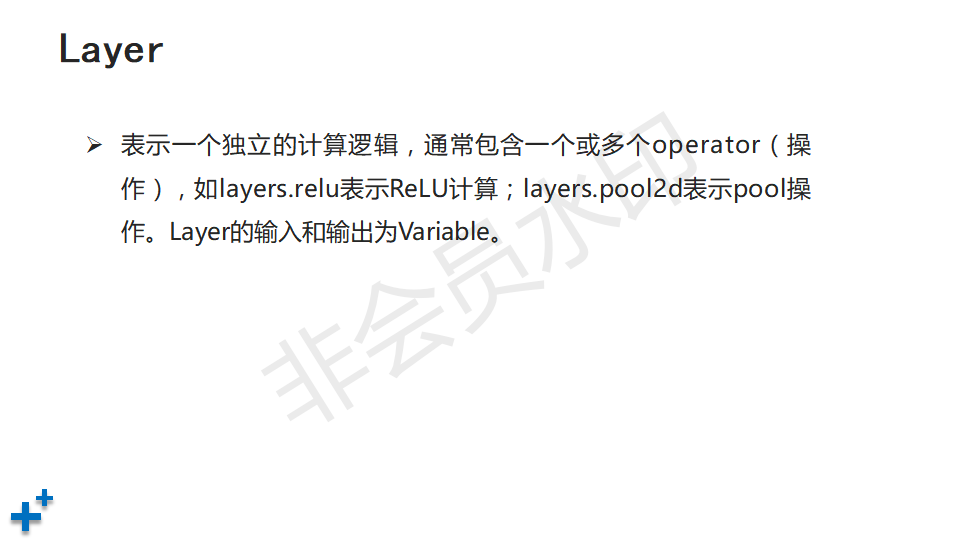 Layer
表示一个独立的计算逻辑，通常包含一个或多个operator（操
作），如layers.relu表示ReLU计算；layers.pool2d表示pool操
作。Layer的输入和输出为Variable。
非会员水印